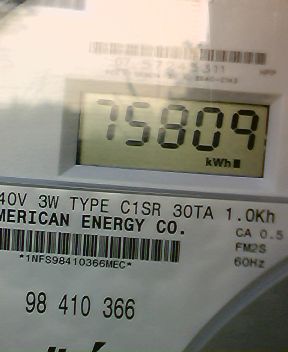 75809
kWh
40V 3W TYPE C1SR 30TA 1.0Kh
MERICAN ENERGY CO.
CA 0.5
FM2S
*1NFS98410366MEC*
60Hz
98 410 366